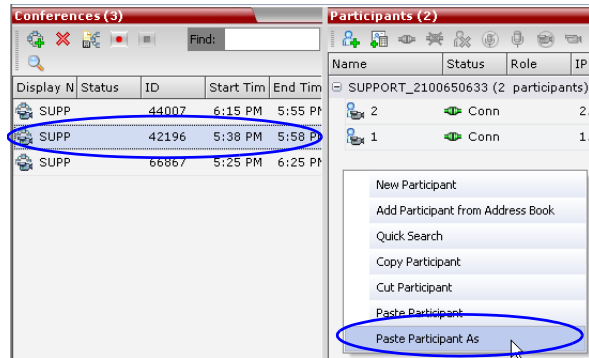 Conferences (3)
Find:
Display N Status ID Start Tim End Tim
SUPP 44007 6:15 PM 5:55 PM
SUPP 42196 5:38 PM 5:58 PM
SUPP 66867 5:25 PM 6:25 PM
Participants (2)
Name Status Role IP
SUPPORT_2100650633 (2 participants)
2 Conn 2.
1 Conn 1.
New Participant
Add Participant from Address Book
Quick Search
Copy Participant
Cut Participant
Paste Participant
Paste Participant As